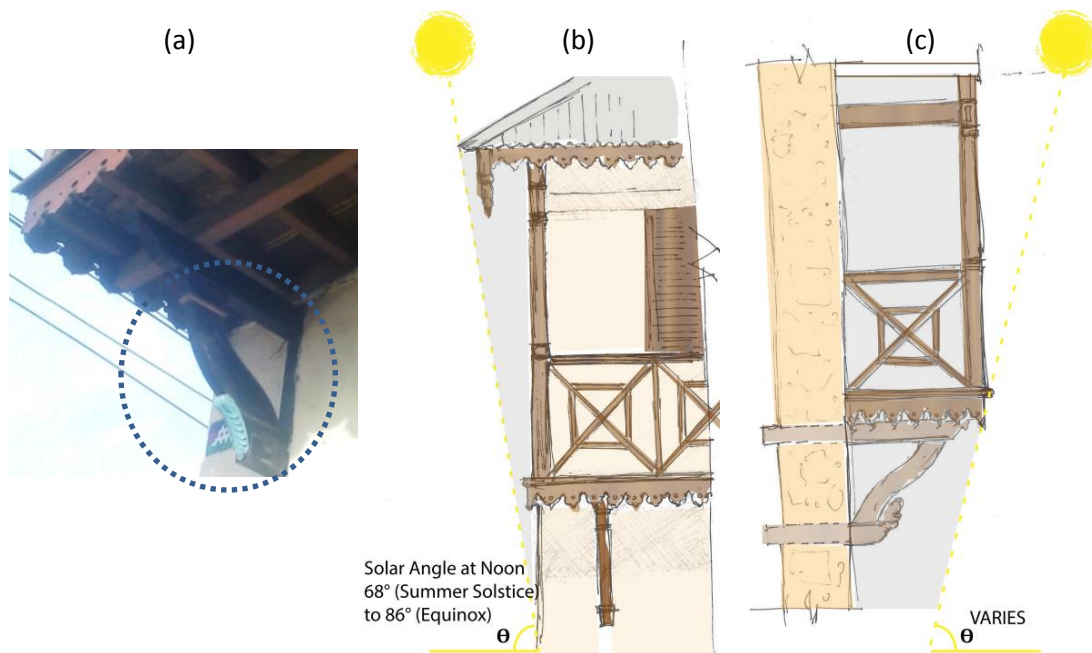 (a)
(b)
(c)
Solar Angle at Noon
68° (Summer Solstice)
to 86° (Equinox)
θ
VARIES
θ